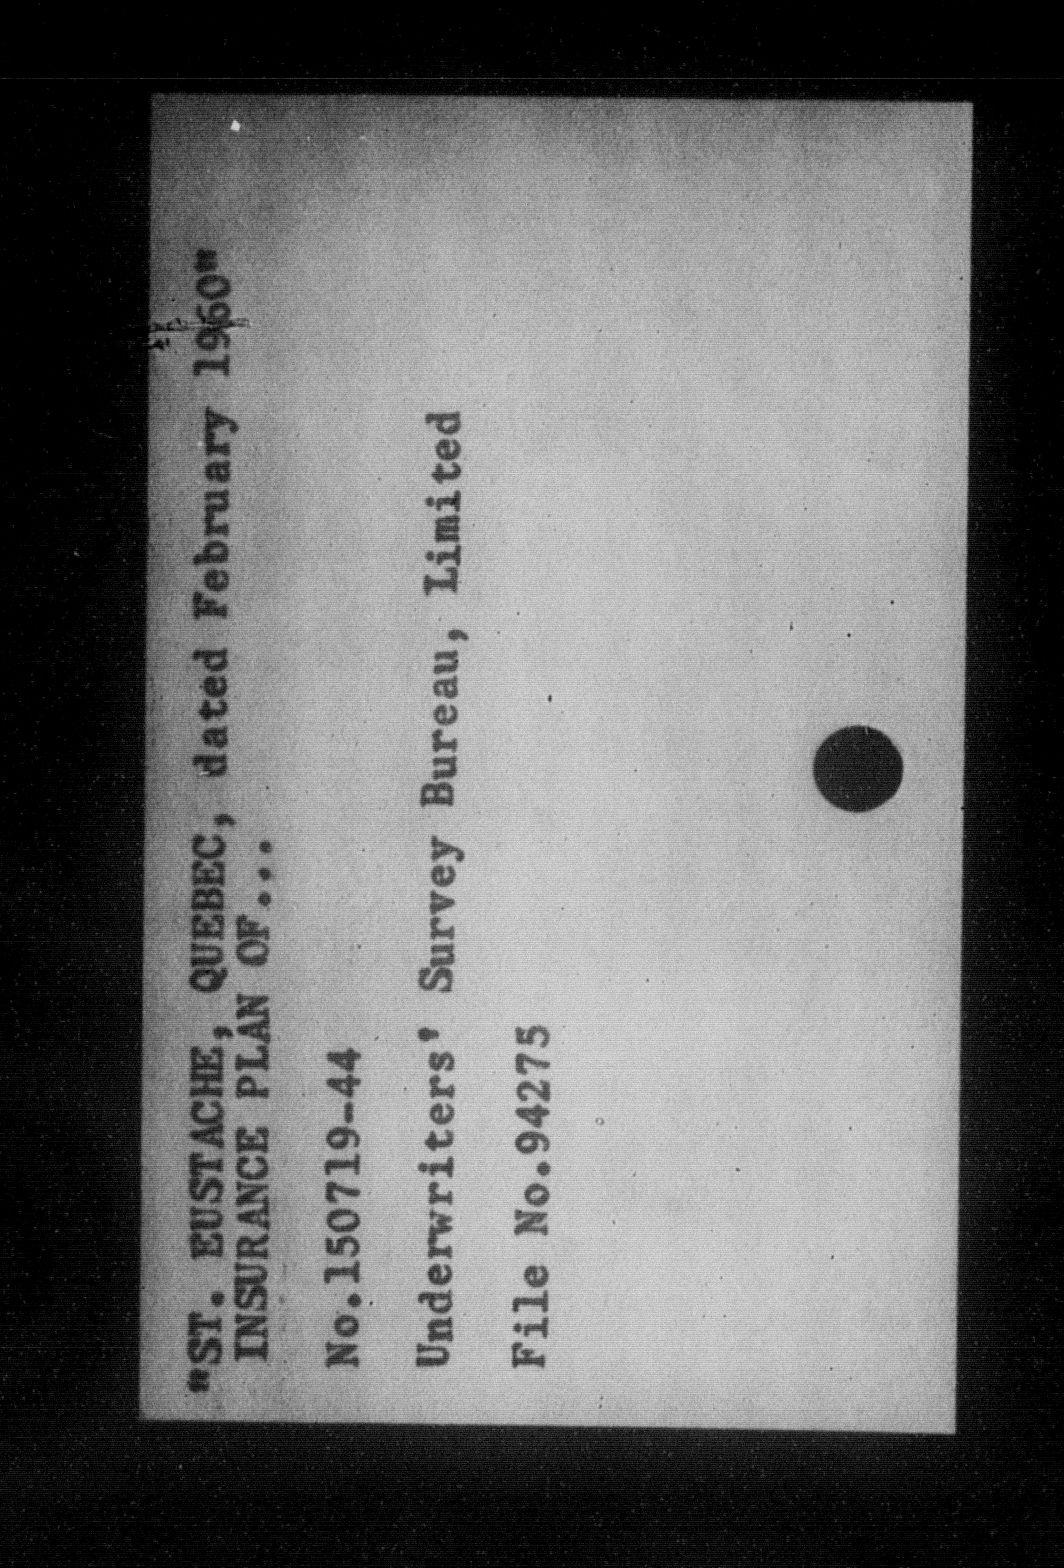 "ST. EUSTACHE, QUEBEC, dated February 1960"
INSURANCE PLAN OF...
No.150719-44
Underwriters' Survey Bureau, Limited
File No.94275